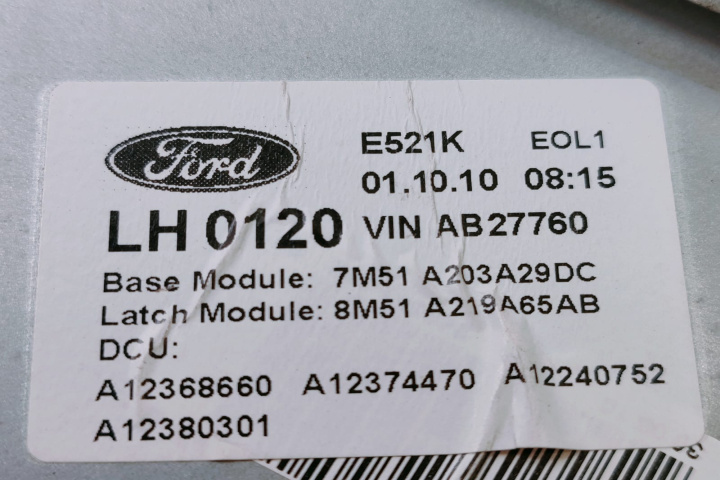 Ford E521K EOL1
01.10.10 08:15
LH 0120 VIN AB27760
Base Module: 7M51 A203A29DC
Latch Module: 8M51 A219A65AB
DCU:
A12368660 A12374470 A12240752
A12380301